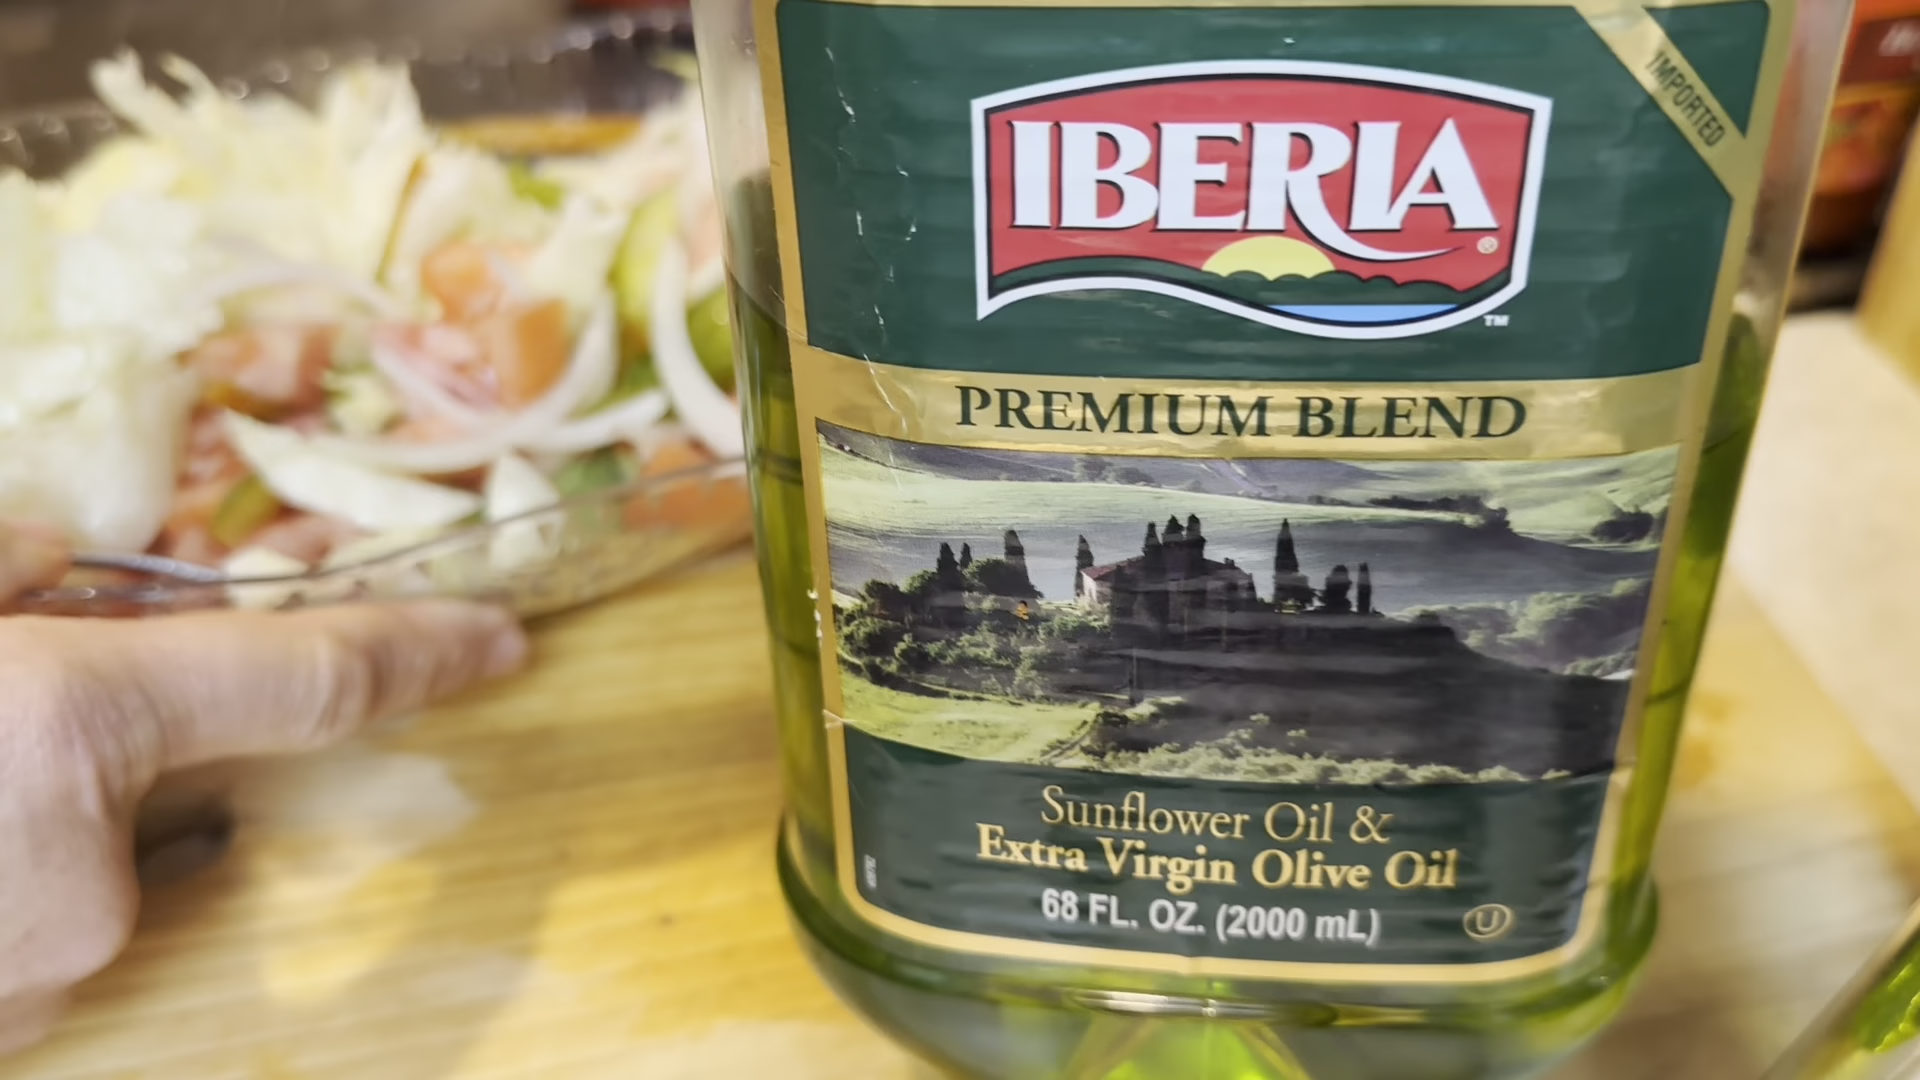 IMPORTED
IBERIA®
™
PREMIUM BLEND
Sunflower Oil &
Extra Virgin Olive Oil
68 FL. OZ. (2000 mL)
U